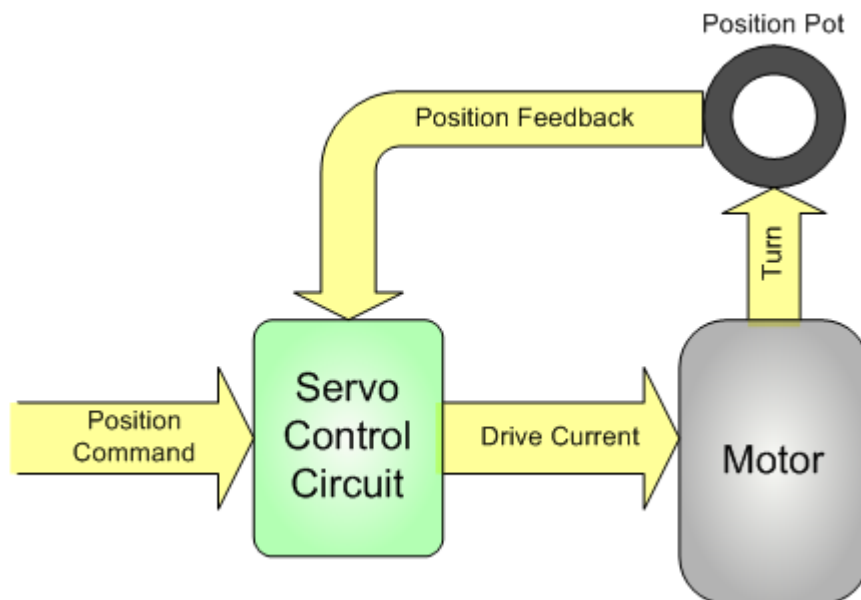 Position Pot
Position Feedback
Turn
Position
Command
Servo
Control
Circuit
Drive Current
Motor